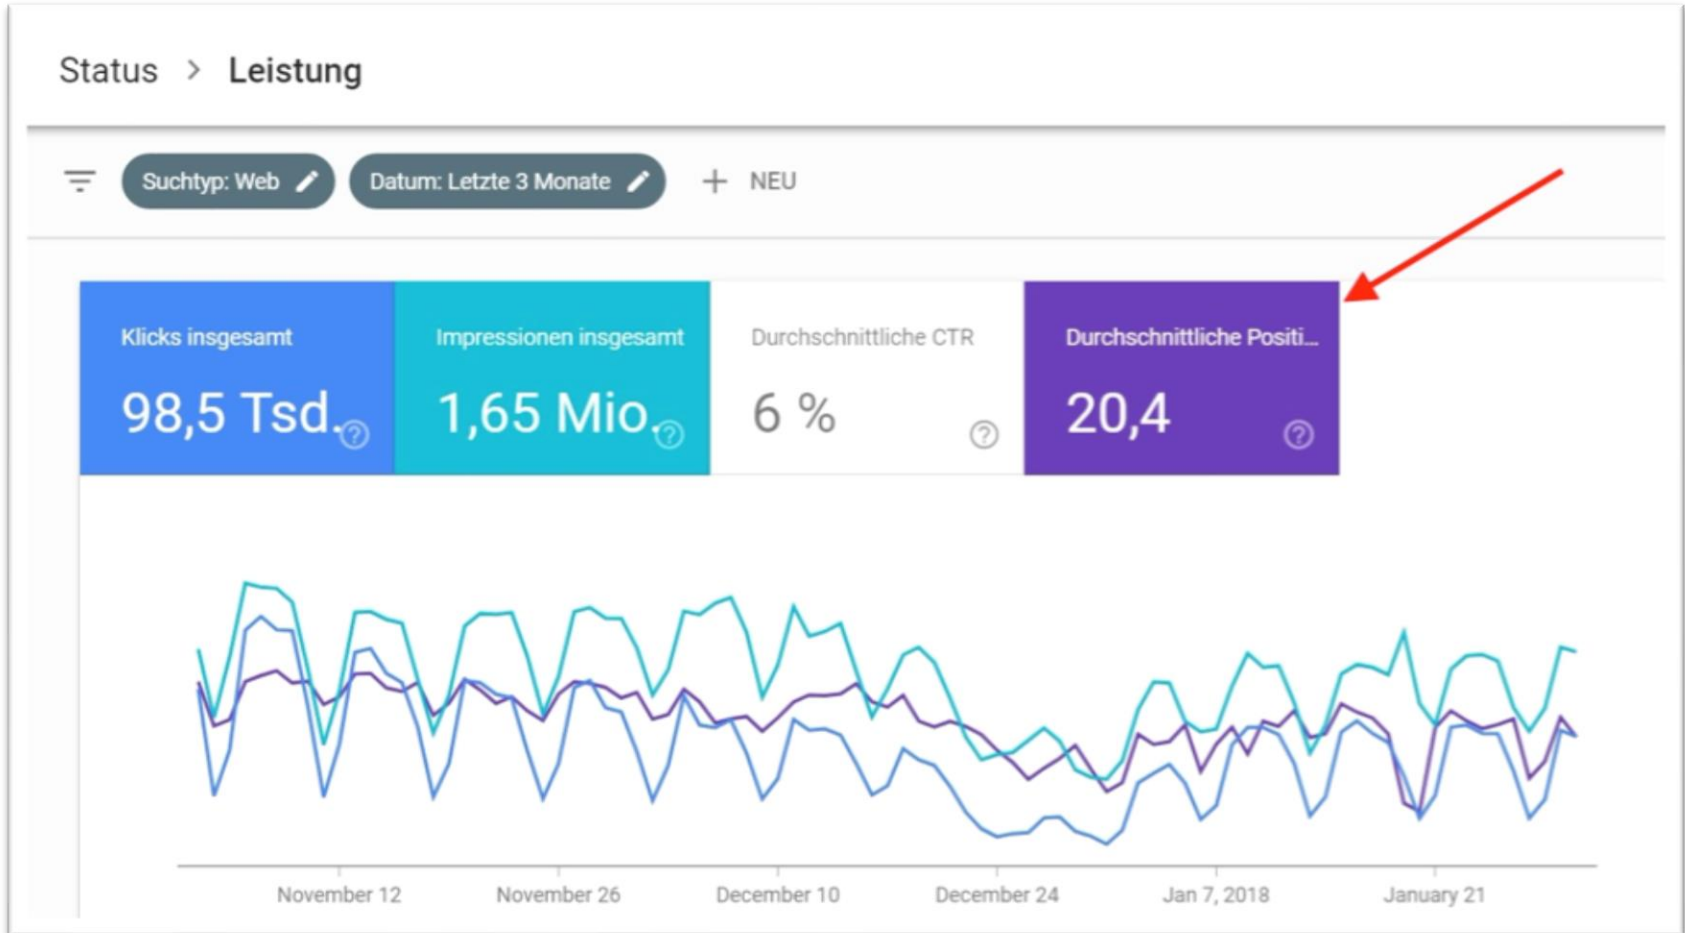 Status > Leistung
Suchtyp: Web Datum: Letzte 3 Monate + NEU
Klicks insgesamt Impressionen insgesamt Durchschnittliche CTR Durchschnittliche Positi...
98,5 Tsd. 1,65 Mio. 6 % 20,4
November 12 November 26 December 10 December 24 Jan 7, 2018 January 21